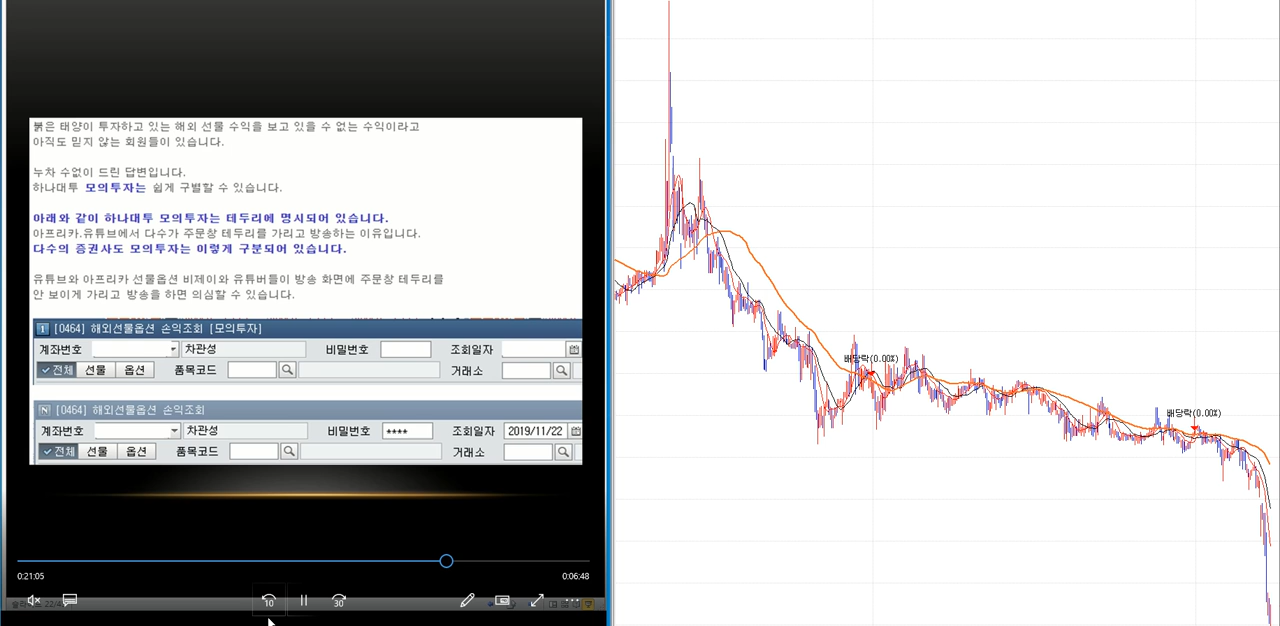 붉은 태양이 투자하고 있는 해외 선물 수익을 보고 있을 수 없는 수익이라고
아직도 믿지 않는 회원들이 있습니다.
누차 수없이 드린 답변입니다.
하나대투 모의투자는 쉽게 구별할 수 있습니다.
아래와 같이 하나대투 모의투자는 테두리에 명시되어 있습니다.
아프리카.유튜브에서 다수가 주문창 테두리를 가리고 방송하는 이유입니다.
다수의 증권사도 모의투자는 이렇게 구분되어 있습니다.
유튜브와 아프리카 선물옵션 비제이와 유튜버들이 방송 화면에 주문창 테두리를
안 보이게 가리고 방송을 하면 의심할 수 있습니다.
1 [0464] 해외선물옵션 손익조회 [모의투자]
계좌번호 차관성 비밀번호 조회일자
전체 선물 옵션 품목코드 거래소
N [0464] 해외선물옵션 손익조회
계좌번호 차관성 비밀번호 **** 조회일자 2019/11/22
전체 선물 옵션 품목코드 거래소
0:21:05 0:06:48
10 30
배당락(0.00%)
배당락(0.00%)